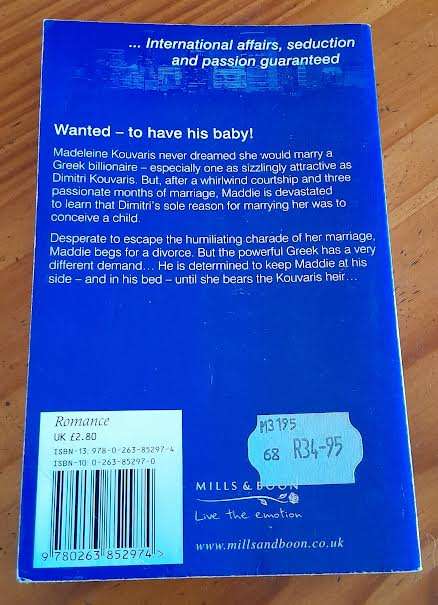 ... International affairs, seduction
and passion guaranteed
Wanted – to have his baby!
Madeleine Kouvaris never dreamed she would marry a
Greek billionaire – especially one as sizzlingly attractive as
Dimitri Kouvaris. But, after a whirlwind courtship and three
passionate months of marriage, Maddie is devastated
to learn that Dimitri's sole reason for marrying her was to
conceive a child.
Desperate to escape the humiliating charade of her marriage,
Maddie begs for a divorce. But the powerful Greek has a very
different demand... He is determined to keep Maddie at his
side – and in his bed – until she bears the Kouvaris heir...
Romance
UK £2.80
ISBN-13: 978-0-263-85297-4
ISBN-10: 0-263-85297-0
9 780263 852974 >
M3195
68 R34-95
MILLS & BOON
Live the emotion
www.millsandboon.co.uk